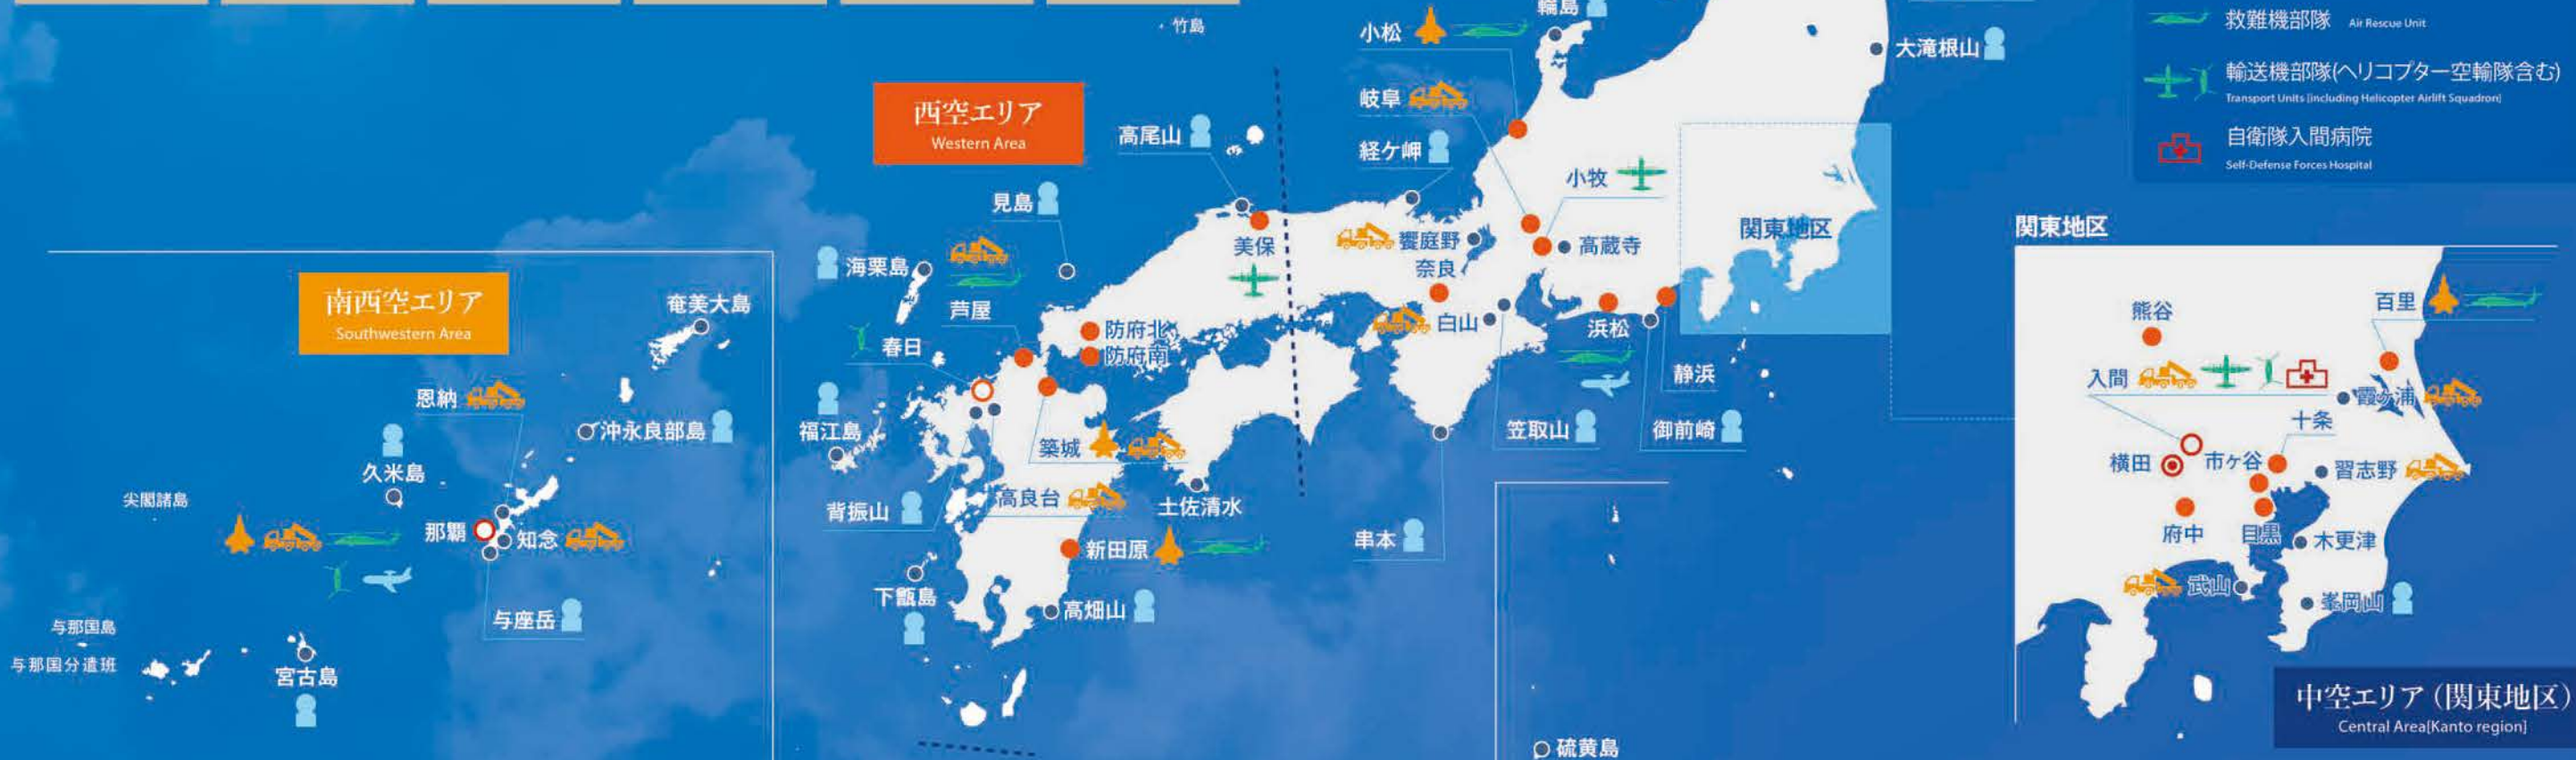 竹島
輪島
小松
大滝根山
救難機部隊 Air Rescue Unit
輸送機部隊(ヘリコプター空輸隊含む)
Transport Units [including Helicopter Airlift Squadron]
自衛隊入間病院
Self-Defense Forces Hospital
西空エリア
Western Area
高尾山
岐阜
経ケ岬
小牧
見島
美保
饗庭野
奈良
高蔵寺
関東地区
海栗島
芦屋
春日
防府北
防府南
白山
浜松
静浜
福江島
築城
笠取山
御前崎
背振山
高良台
土佐清水
串本
新田原
下甑島
高畑山
硫黄島
南西空エリア
Southwestern Area
奄美大島
恩納
沖永良部島
久米島
尖閣諸島
那覇
知念
与座岳
与那国島
与那国分遣班
宮古島
関東地区
熊谷
百里
入間
霞ヶ浦
十条
横田
市ヶ谷
習志野
府中
目黒
木更津
武山
峯岡山
中空エリア (関東地区)
Central Area[Kanto region]